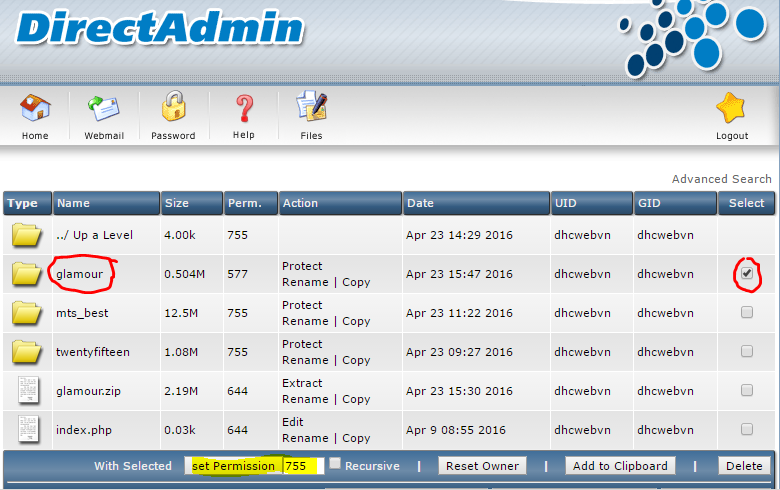 DirectAdmin
Home Webmail Password Help Files Logout
Advanced Search
Type Name Size Perm. Action Date UID GID Select
../ Up a Level 4.00k 755 Apr 23 14:29 2016 dhcwebvn dhcwebvn
glamour 0.504M 577 Protect Apr 23 15:47 2016 dhcwebvn dhcwebvn
Rename | Copy
mts_best 12.5M 755 Protect Apr 23 11:22 2016 dhcwebvn dhcwebvn
Rename | Copy
twentyfifteen 1.08M 755 Protect Apr 23 09:27 2016 dhcwebvn dhcwebvn
Rename | Copy
glamour.zip 2.19M 644 Extract Apr 23 15:30 2016 dhcwebvn dhcwebvn
Rename | Copy
index.php 0.03k 644 Edit Apr 9 08:55 2016 dhcwebvn dhcwebvn
Rename | Copy
With Selected set Permission 755 Recursive | Reset Owner | Add to Clipboard | Delete